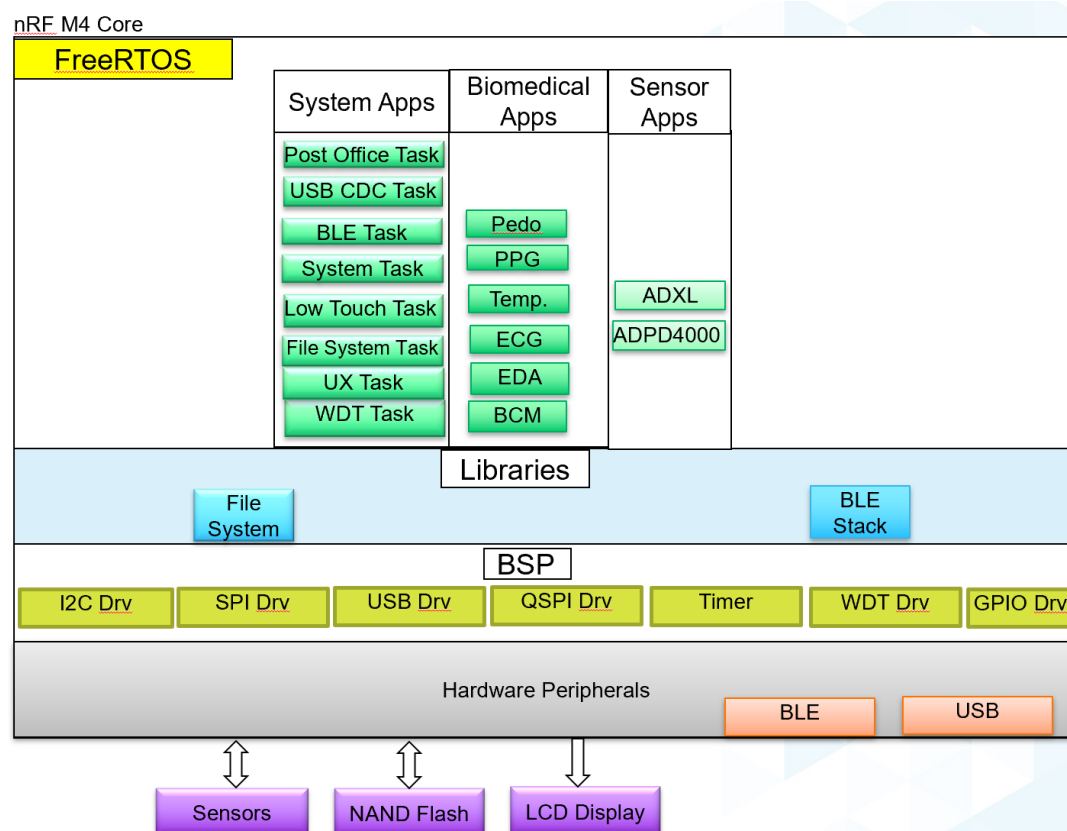 nRF M4 Core
FreeRTOS
System Apps
Biomedical
Apps
Sensor
Apps
Post Office Task
USB CDC Task
BLE Task
System Task
Low Touch Task
File System Task
UX Task
WDT Task
Pedo
PPG
Temp.
ECG
EDA
BCM
ADXL
ADPD4000
Libraries
File
System
BLE
Stack
BSP
I2C Drv
SPI Drv
USB Drv
QSPI Drv
Timer
WDT Drv
GPIO Drv
Hardware Peripherals
BLE
USB
Sensors
NAND Flash
LCD Display